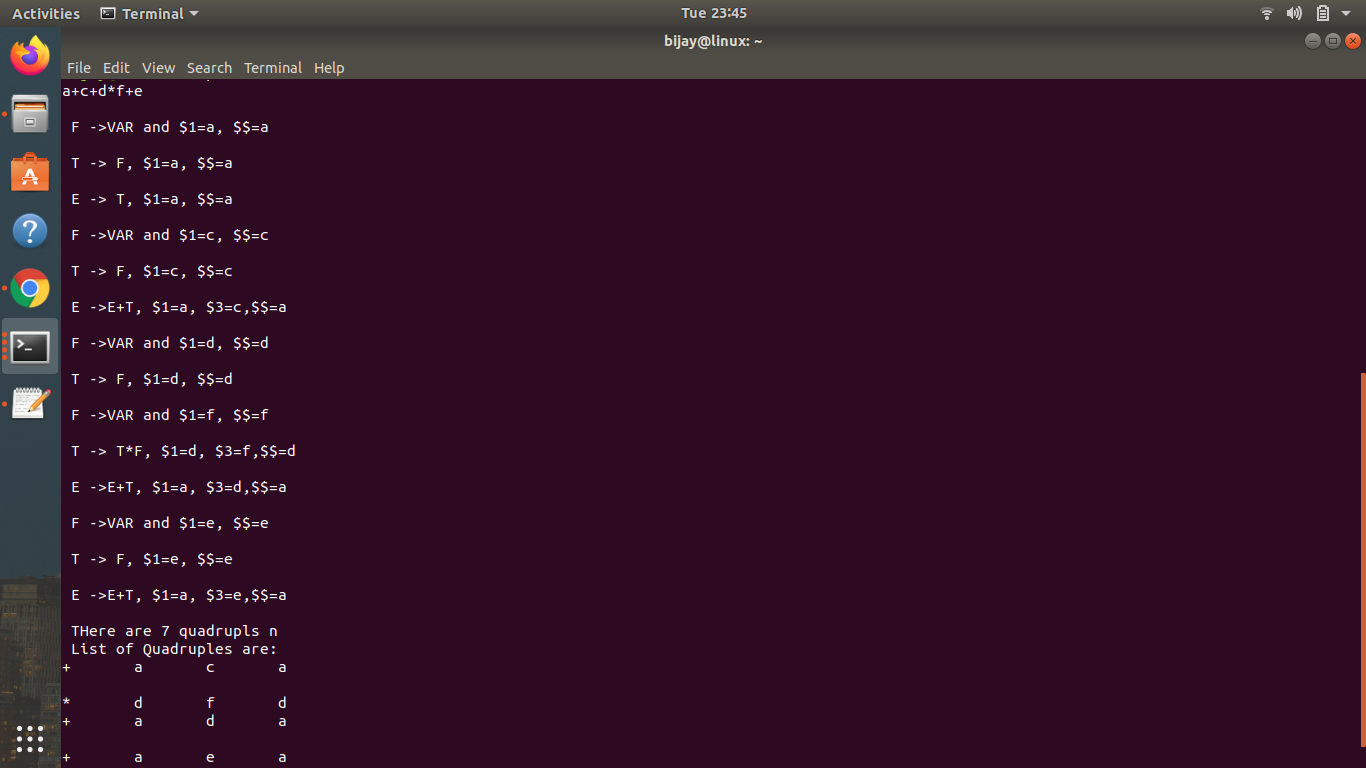 Activities Terminal Tue 23:45
bijay@linux: ~
File Edit View Search Terminal Help
a+c+d*f+e
F ->VAR and $1=a, $$=a
T -> F, $1=a, $$=a
E -> T, $1=a, $$=a
F ->VAR and $1=c, $$=c
T -> F, $1=c, $$=c
E ->E+T, $1=a, $3=c,$$=a
F ->VAR and $1=d, $$=d
T -> F, $1=d, $$=d
F ->VAR and $1=f, $$=f
T -> T*F, $1=d, $3=f,$$=d
E ->E+T, $1=a, $3=d,$$=a
F ->VAR and $1=e, $$=e
T -> F, $1=e, $$=e
E ->E+T, $1=a, $3=e,$$=a
THere are 7 quadrupls n
List of Quadruples are:
+ a c a
* d f d
+ a d a
+ a e a